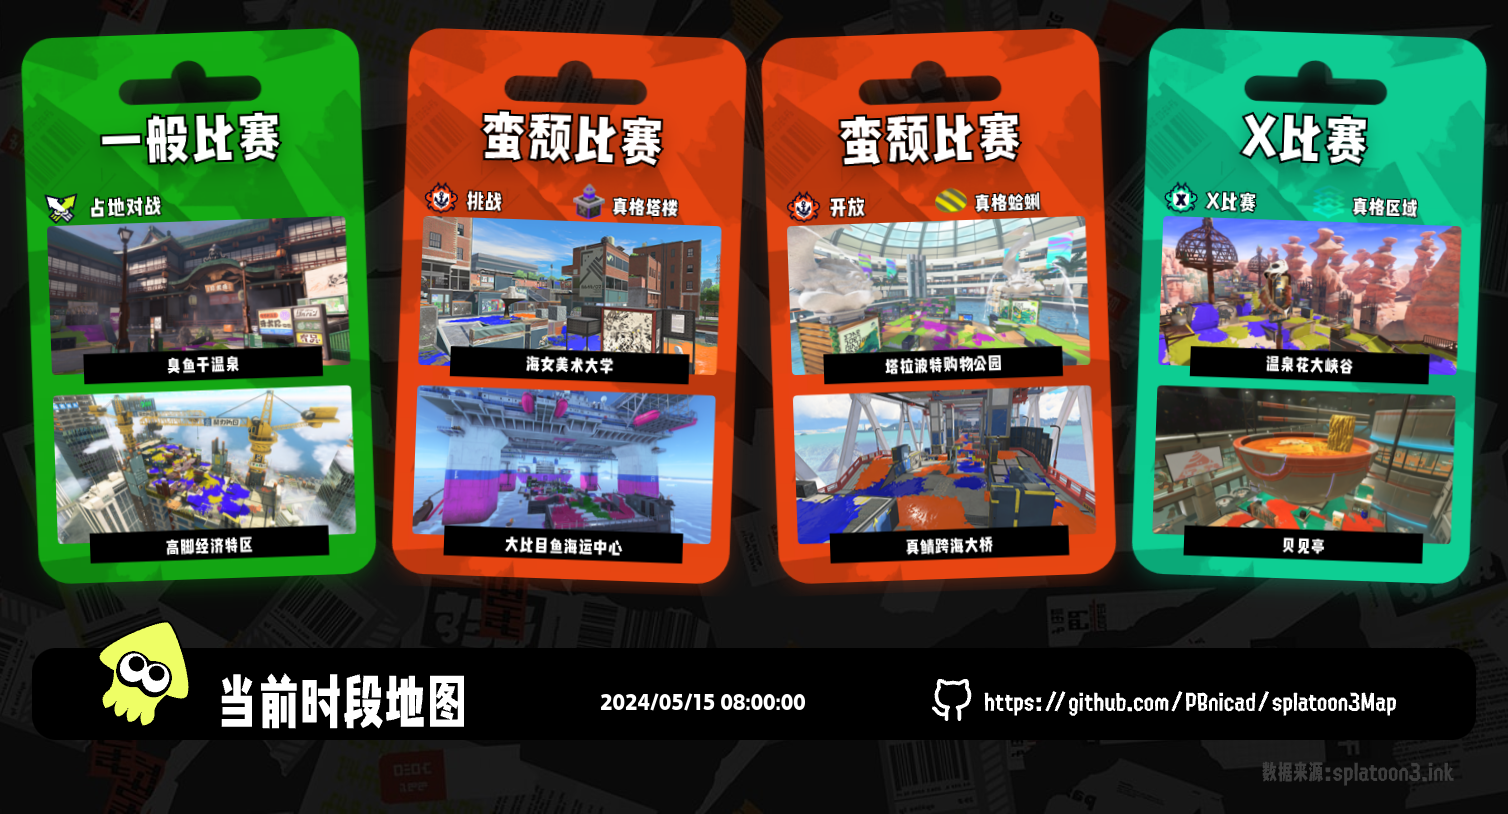 一般比赛
占地对战
臭鱼干温泉
高脚经济特区
蛮颓比赛
挑战
真格塔楼
海女美术大学
大比目鱼海运中心
蛮颓比赛
开放
真格蛤蜊
塔拉波特购物公园
真鲭跨海大桥
X比赛
X比赛
真格区域
温泉花大峡谷
贝见亭
当前时段地图
2024/05/15 08:00:00
https://github.com/PBnicad/splatoon3Map
数据来源:splatoon3.ink